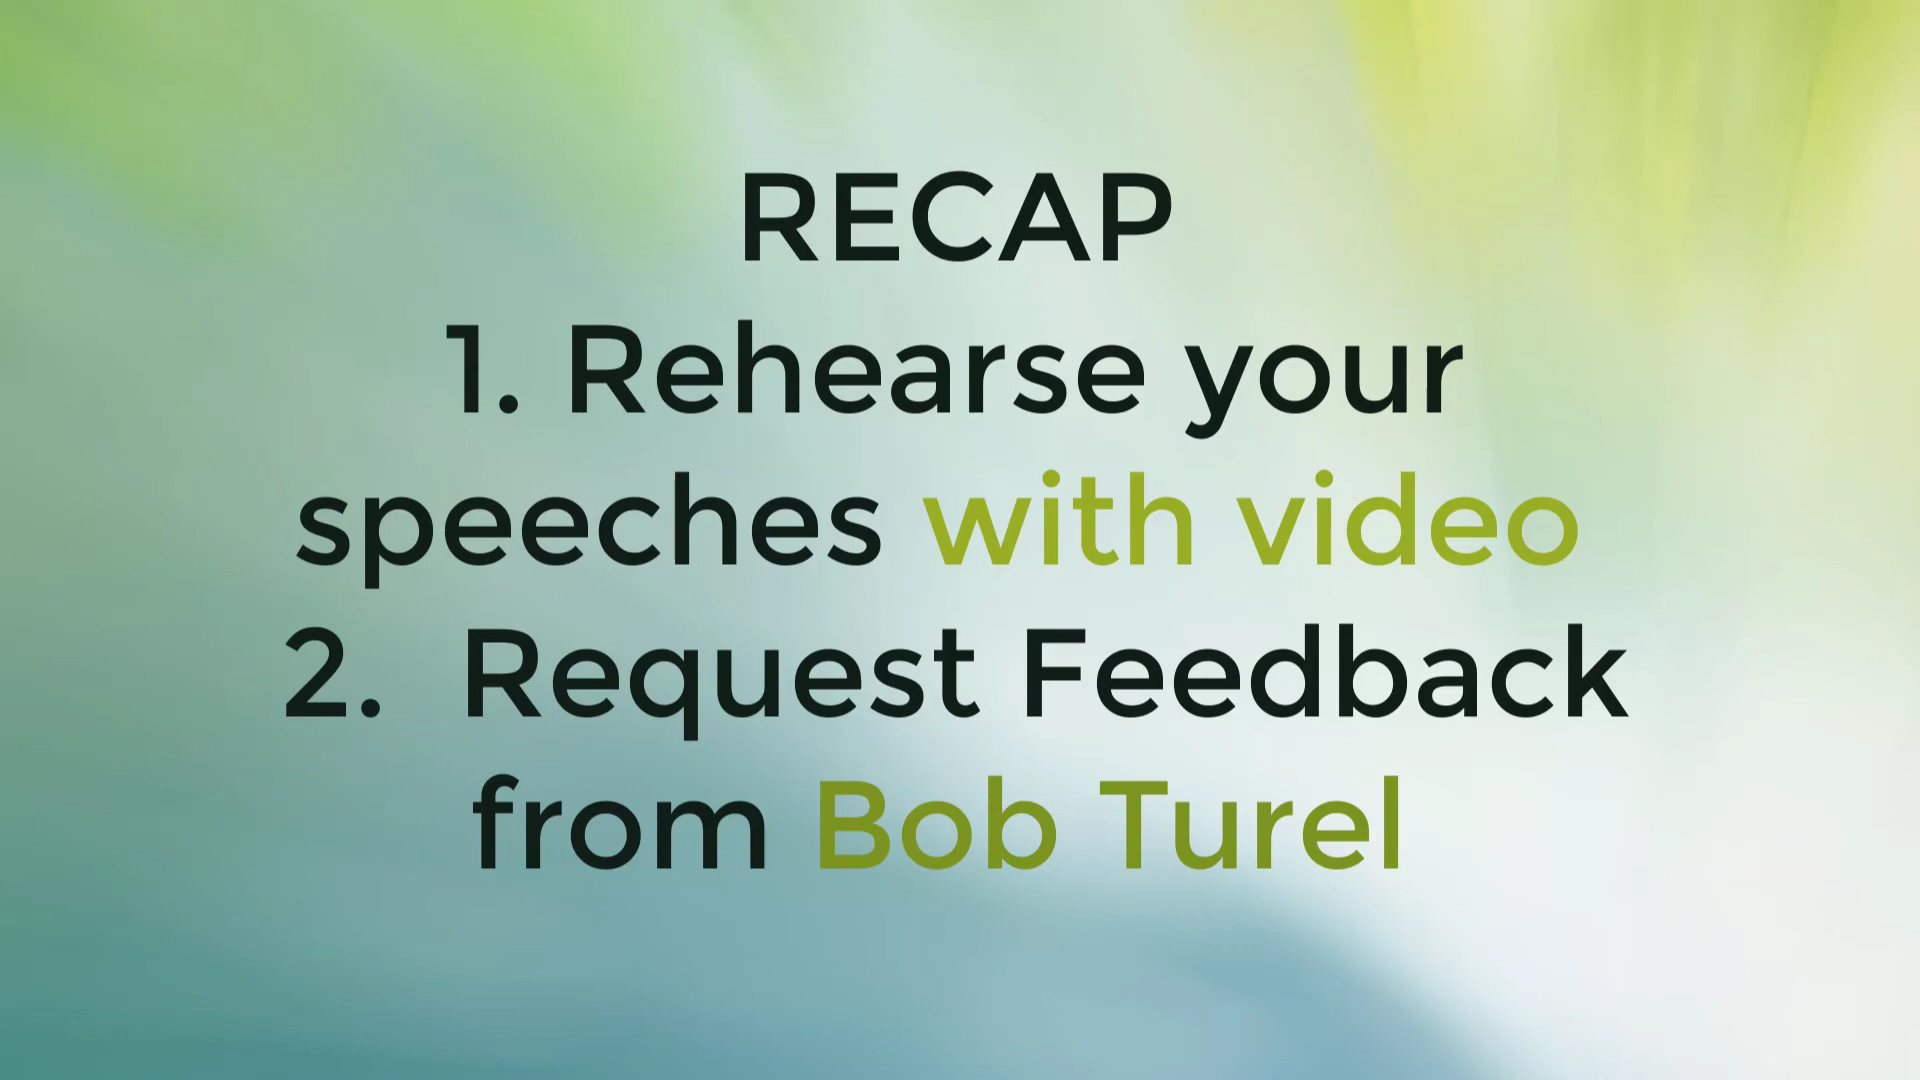 RECAP
1. Rehearse your
speeches with video
2. Request Feedback
from Bob Turel